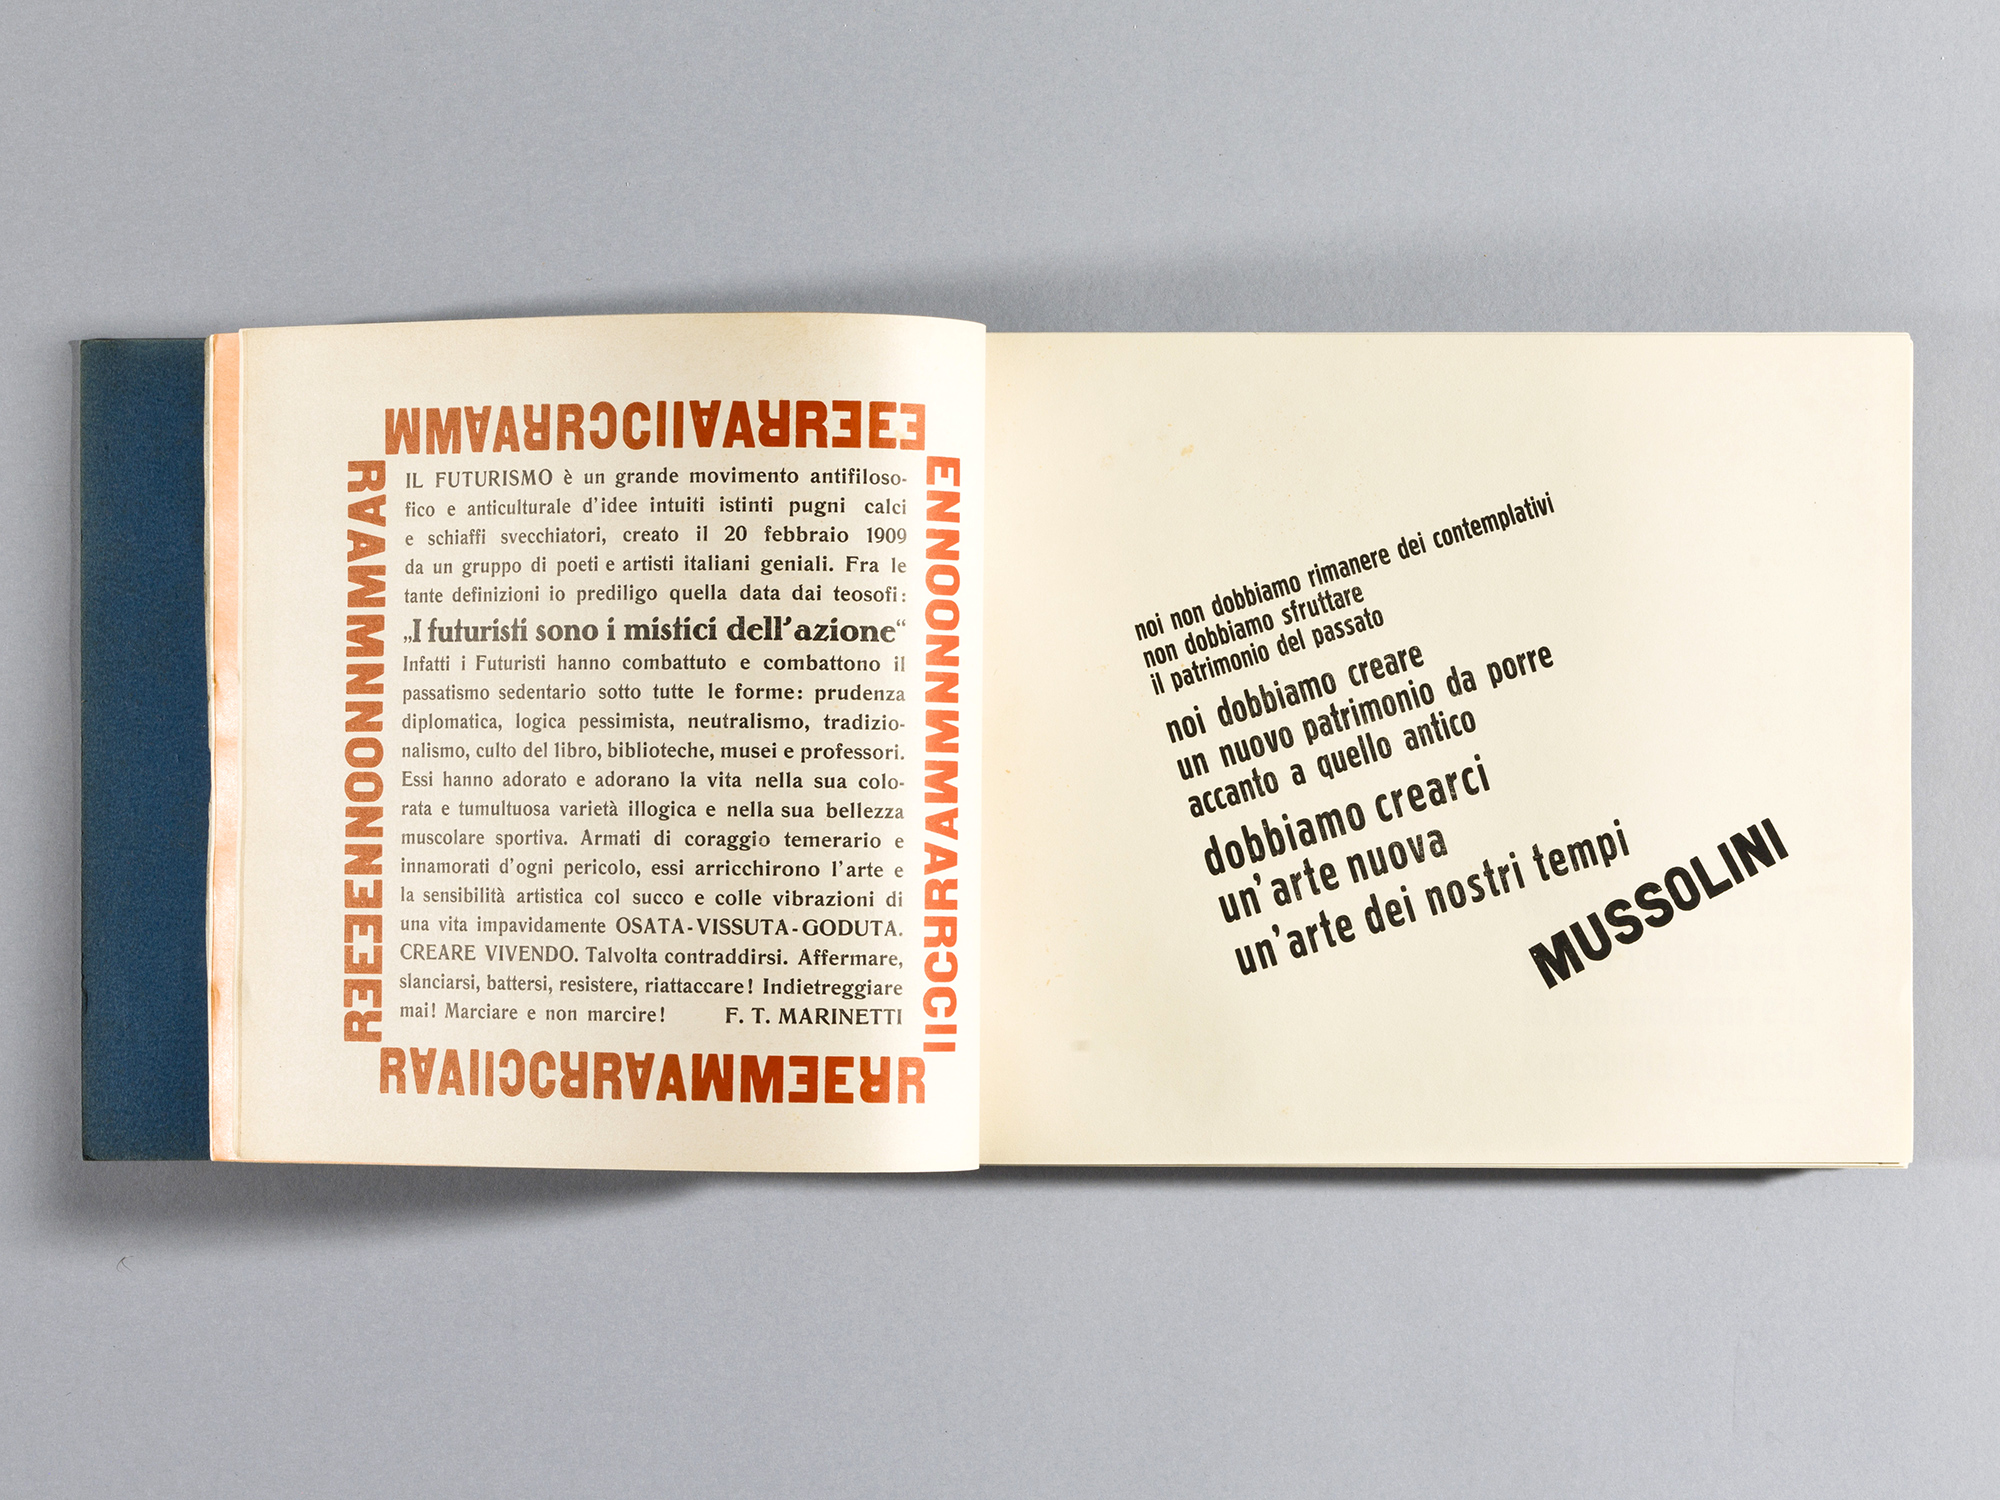 MMAARRCCIIAARREEE
ENNOONNMMAARRCCII
RAAIICCRRAAMMEERR
REEENNOONNMMAAR
IL FUTURISMO è un grande movimento antifiloso-
fico e anticulturale d'idee intuiti istinti pugni calci
e schiaffi svecchiatori, creato il 20 febbraio 1909
da un gruppo di poeti e artisti italiani geniali. Fra le
tante definizioni io prediligo quella data dai teosofi:
„I futuristi sono i mistici dell'azione“
Infatti i Futuristi hanno combattuto e combattono il
passatismo sedentario sotto tutte le forme: prudenza
diplomatica, logica pessimista, neutralismo, tradizio-
nalismo, culto del libro, biblioteche, musei e professori.
Essi hanno adorato e adorano la vita nella sua colo-
rata e tumultuosa varietà illogica e nella sua bellezza
muscolare sportiva. Armati di coraggio temerario e
innamorati d'ogni pericolo, essi arricchirono l'arte e
la sensibilità artistica col succo e colle vibrazioni di
una vita impavidamente OSATA-VISSUTA-GODUTA.
CREARE VIVENDO. Talvolta contraddirsi. Affermare,
slanciarsi, battersi, resistere, riattaccare! Indietreggiare
mai! Marciare e non marcire! F. T. MARINETTI
noi non dobbiamo rimanere dei contemplativi
non dobbiamo sfruttare
il patrimonio del passato
noi dobbiamo creare
un nuovo patrimonio da porre
accanto a quello antico
dobbiamo crearci
un'arte nuova
un'arte dei nostri tempi
MUSSOLINI